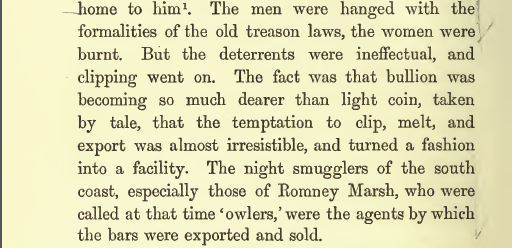 home to him¹. The men were hanged with the
formalities of the old treason laws, the women were
burnt. But the deterrents were ineffectual, and
clipping went on. The fact was that bullion was
becoming so much dearer than light coin, taken
by tale, that the temptation to clip, melt, and
export was almost irresistible, and turned a fashion
into a facility. The night smugglers of the south
coast, especially those of Romney Marsh, who were
called at that time ‘owlers,’ were the agents by which
the bars were exported and sold.